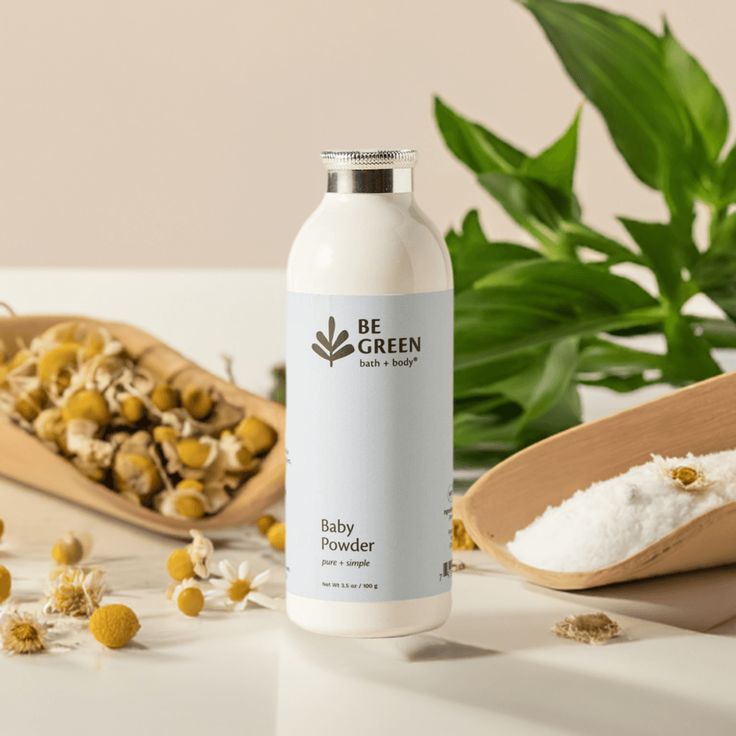 BE
GREEN
bath + body®
Baby
Powder
pure + simple
Net Wt 3.5 oz / 100 g